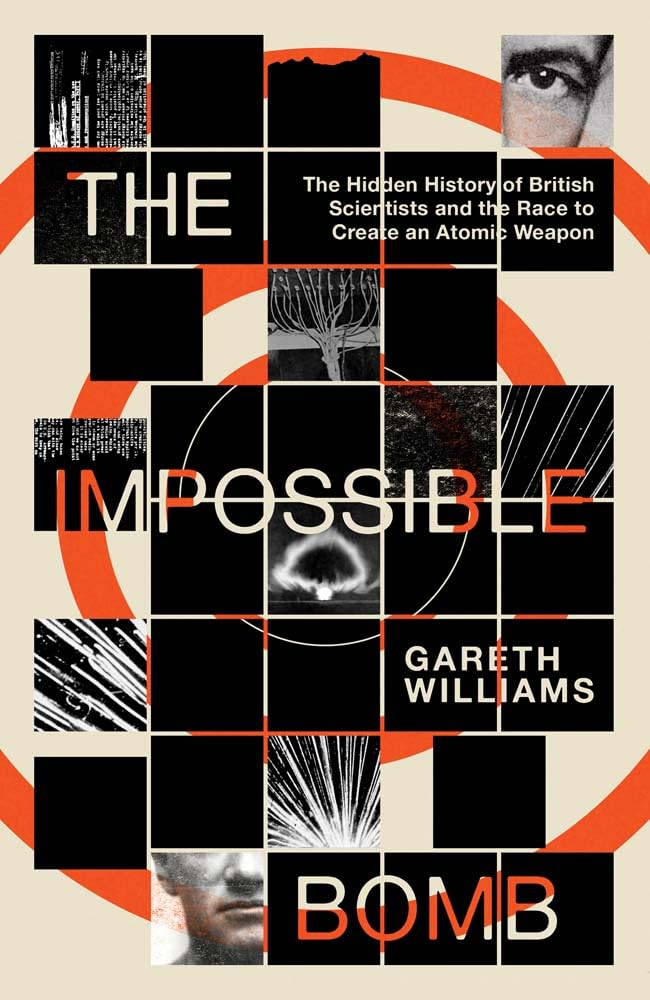 THE
The Hidden History of British
Scientists and the Race to
Create an Atomic Weapon
IMPOSSIBLE
GARETH
WILLIAMS
BOMB